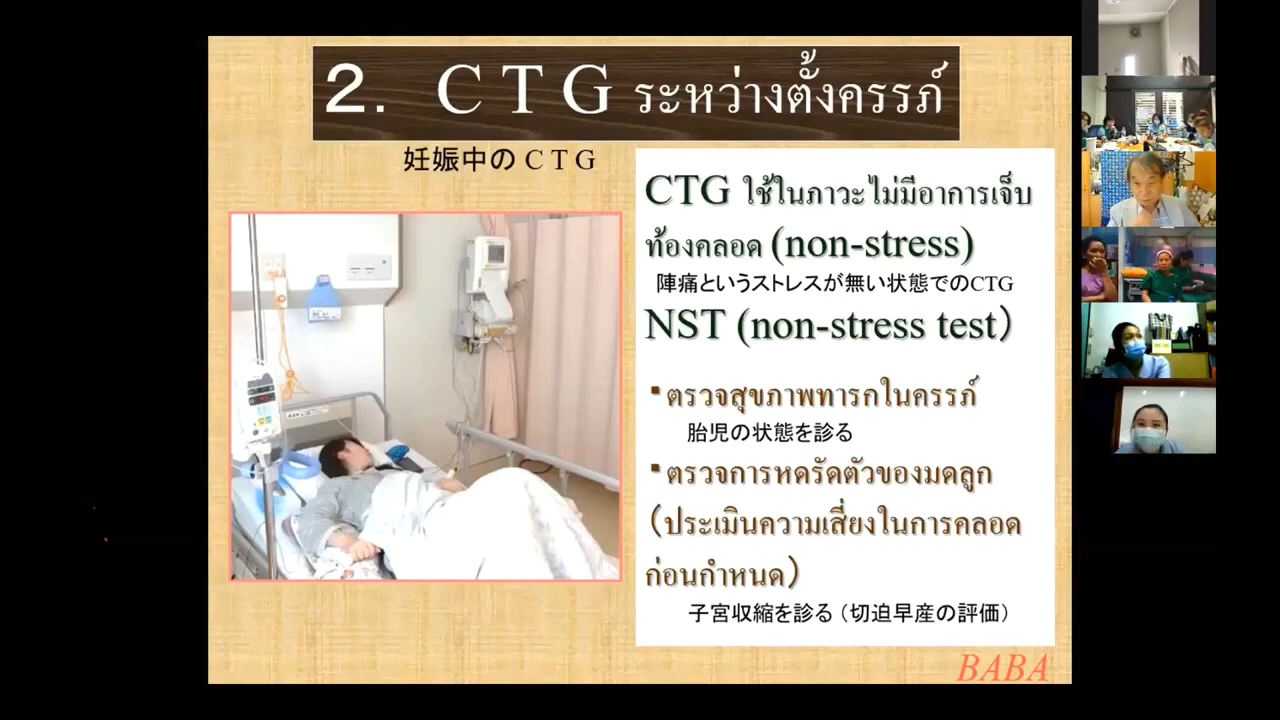 2. CTG ระหว่างตั้งครรภ์
妊娠中のCTG
CTG ใช้ในภาวะไม่มีอาการเจ็บ
ท้องคลอด (non-stress)
陣痛というストレスが無い状態でのCTG
NST (non-stress test)
▪ตรวจสุขภาพทารกในครรภ์
胎児の状態を診る
▪ตรวจการหดรัดตัวของมดลูก
(ประเมินความเสี่ยงในการคลอด
ก่อนกำหนด)
子宮収縮を診る (切迫早産の評価)
BABA